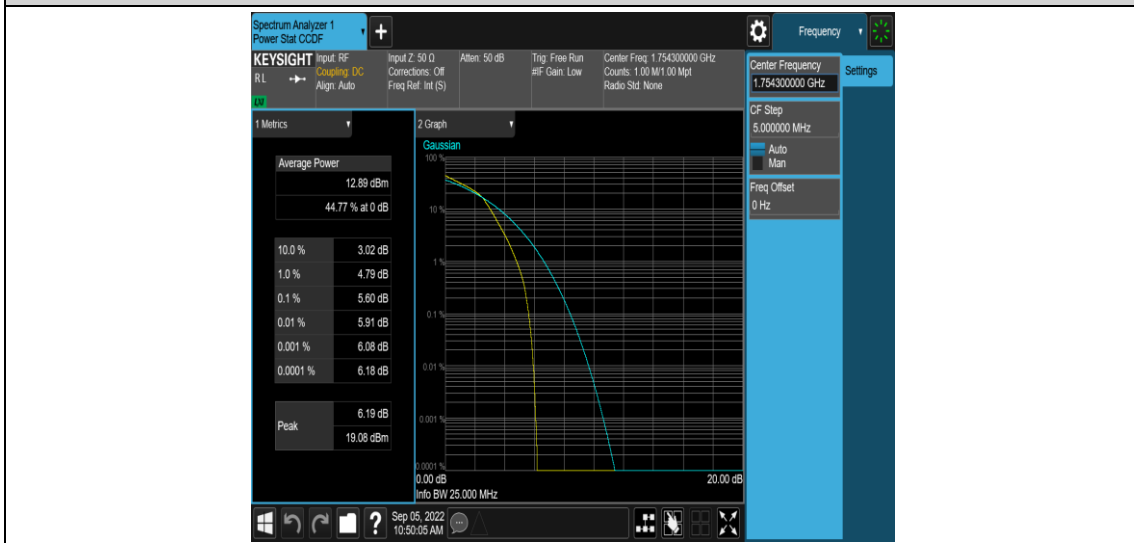 Spectrum Analyzer 1
Power Stat CCDF
Frequency
KEYSIGHT
RL
Input: RF
Coupling: DC
Align: Auto
Input Z: 50 Ω
Corrections: Off
Freq Ref: Int (S)
Atten: 50 dB
Trig: Free Run
#IF Gain: Low
Center Freq: 1.754300000 GHz
Counts: 1.00 M/1.00 Mpt
Radio Std: None
Center Frequency
1.754300000 GHz
Settings
CF Step
5.000000 MHz
Auto
Man
Freq Offset
0 Hz
1 Metrics
Average Power
12.89 dBm
44.77 % at 0 dB
10.0 % 3.02 dB
1.0 % 4.79 dB
0.1 % 5.60 dB
0.01 % 5.91 dB
0.001 % 6.08 dB
0.0001 % 6.18 dB
Peak
6.19 dB
19.08 dBm
2 Graph
Gaussian
100 %
10 %
1 %
0.1 %
0.01 %
0.001 %
0.0001 %
0.00 dB 20.00 dB
Info BW 25.000 MHz
?
Sep 05, 2022
10:50:05 AM